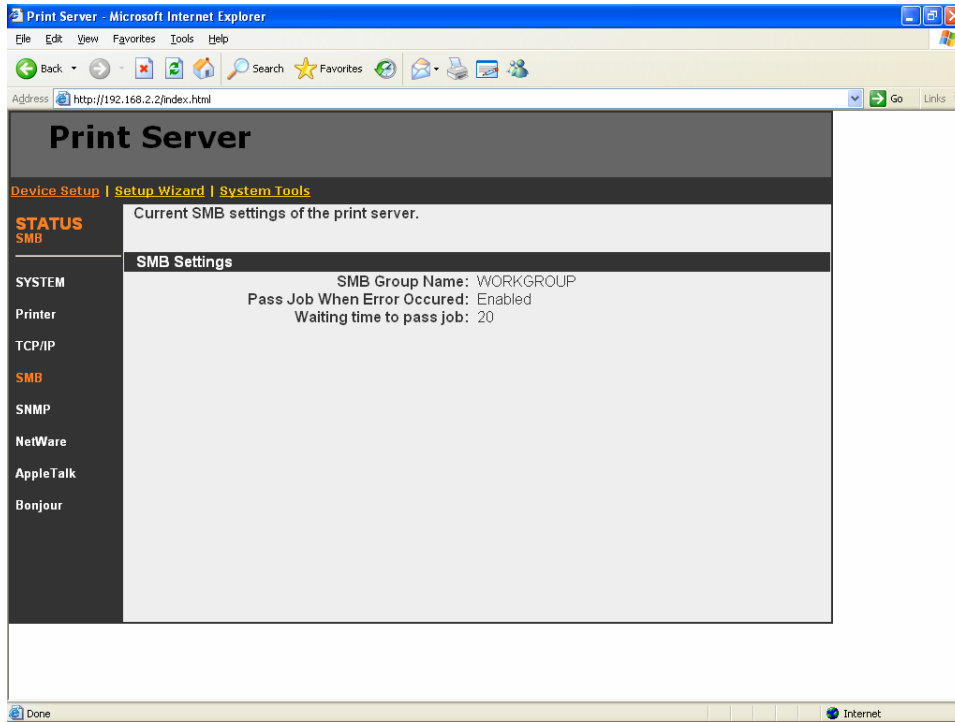 Print Server - Microsoft Internet Explorer
File Edit View Favorites Tools Help
Back Search Favorites
Address http://192.168.2.2/index.html Go Links
Print Server
Device Setup | Setup Wizard | System Tools
STATUS
SMB
SYSTEM
Printer
TCP/IP
SMB
SNMP
NetWare
AppleTalk
Bonjour
Current SMB settings of the print server.
SMB Settings
SMB Group Name: WORKGROUP
Pass Job When Error Occured: Enabled
Waiting time to pass job: 20
Done Internet